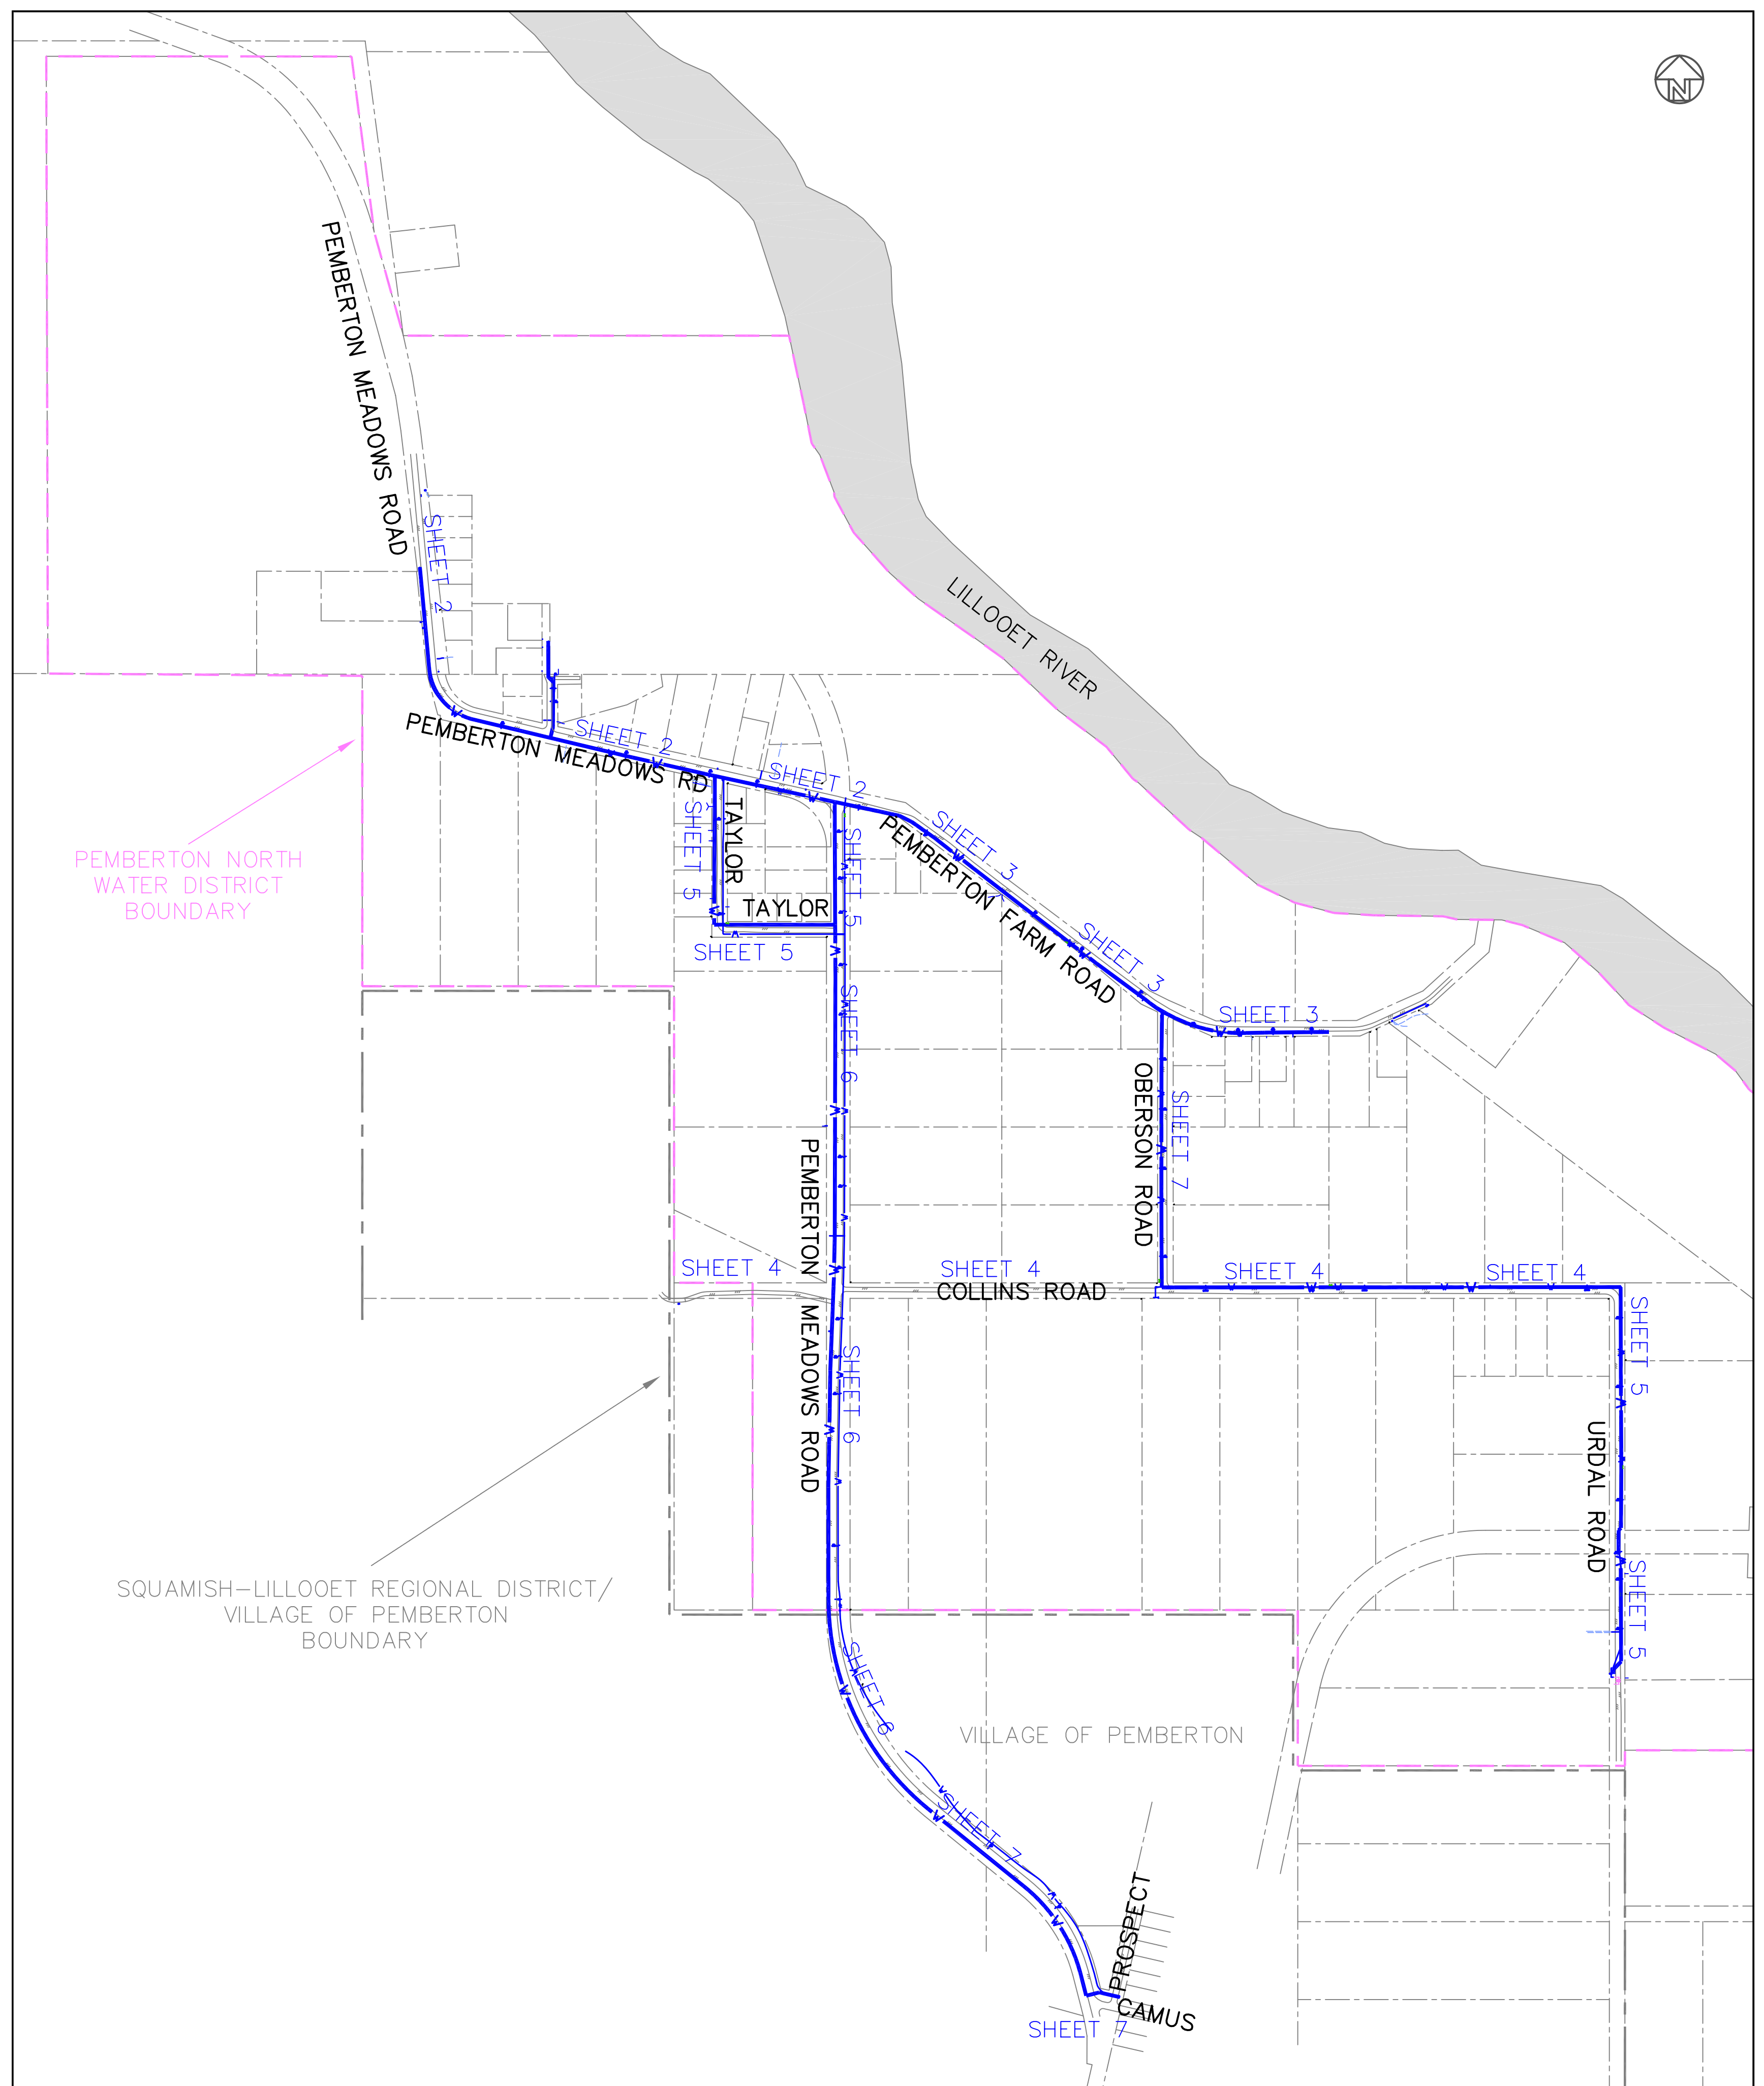 N
PEMBERTON MEADOWS ROAD
SHEET 2
LILLOOET RIVER
PEMBERTON MEADOWS RD
SHEET 2
SHEET 2
PEMBERTON NORTH
WATER DISTRICT
BOUNDARY
SHEET 5
TAYLOR
TAYLOR
SHEET 5
SHEET 5
SHEET 3
PEMBERTON FARM ROAD
SHEET 3
SHEET 3
SHEET 6
OBERSON ROAD
SHEET 7
PEMBERTON MEADOWS ROAD
SHEET 4
SHEET 4
COLLINS ROAD
SHEET 4
SHEET 4
SHEET 5
SHEET 6
URDAL ROAD
SHEET 5
SQUAMISH-LILLOOET REGIONAL DISTRICT/
VILLAGE OF PEMBERTON
BOUNDARY
SHEET 6
VILLAGE OF PEMBERTON
SHEET 7
PROSPECT
CAMUS
SHEET 7